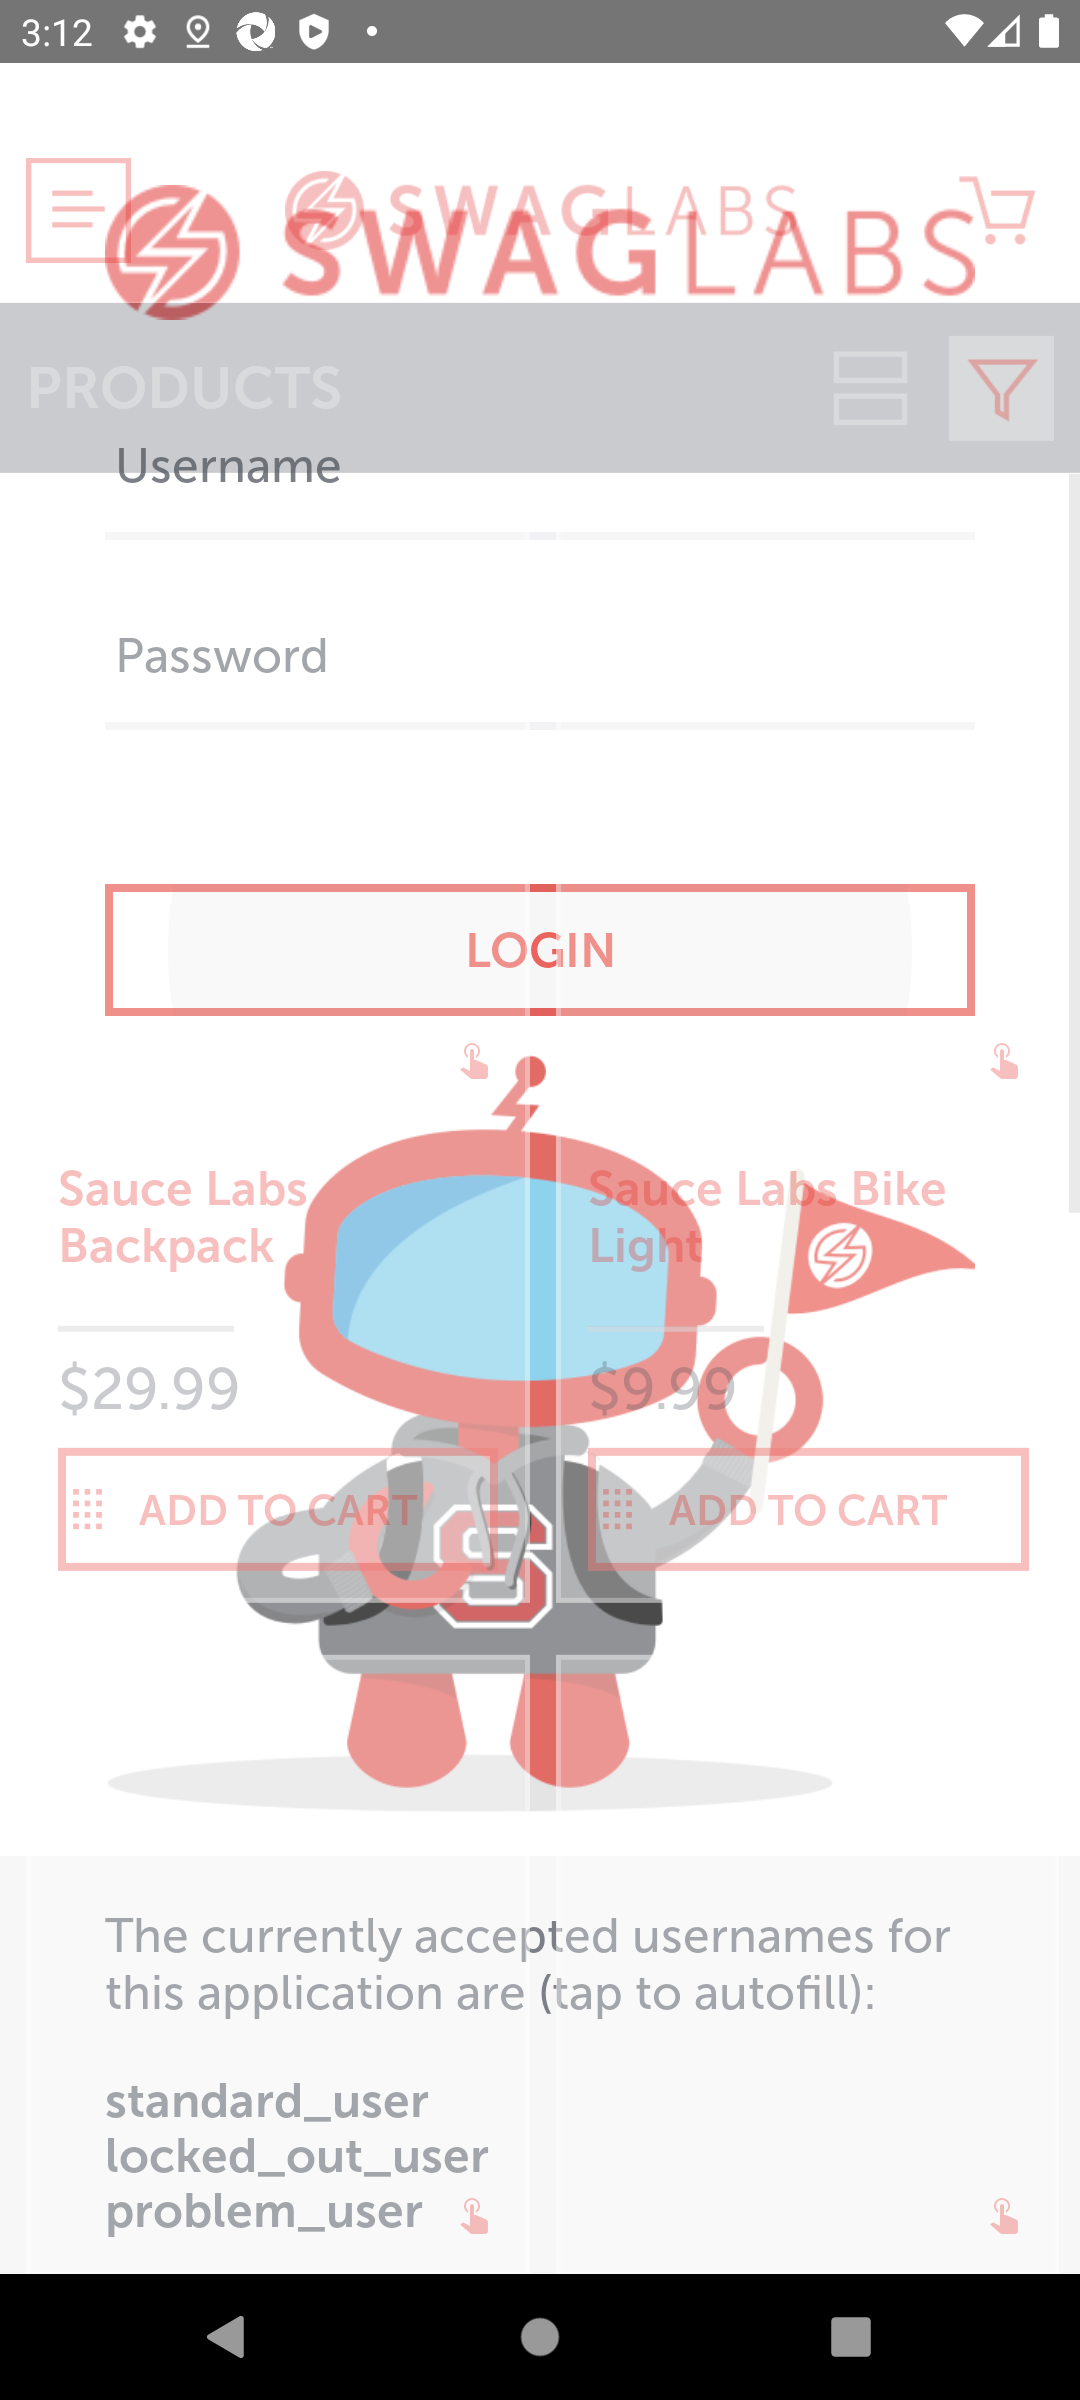 3:12
SWAGLABS
SWAGLABS
PRODUCTS
Username
Password
LOGIN
Sauce Labs
Backpack
Sauce Labs Bike
Light
$29.99
$9.99
ADD TO CART
ADD TO CART
S
The currently accepted usernames for
this application are (tap to autofill):
standard_user
locked_out_user
problem_user